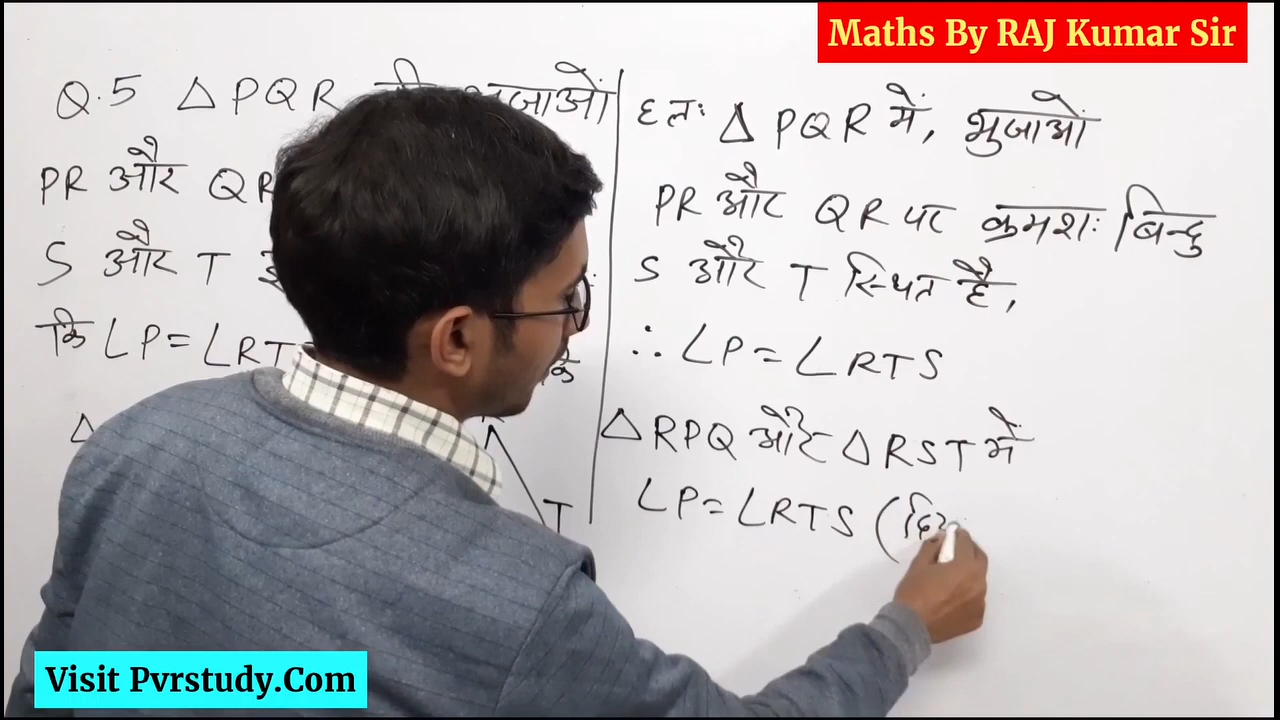 Maths By RAJ Kumar Sir
Q.5 △ PQR
PR और QR
S और T
कि ∠P=∠RT
△
T
हलः △ PQR में, भुजाओं
PR और QR पर क्रमशः बिन्दु
S और T स्थित है,
∴ ∠P = ∠RTS
△RPQ और △RST में
∠P = ∠RTS (दिय
Visit Pvrstudy.Com